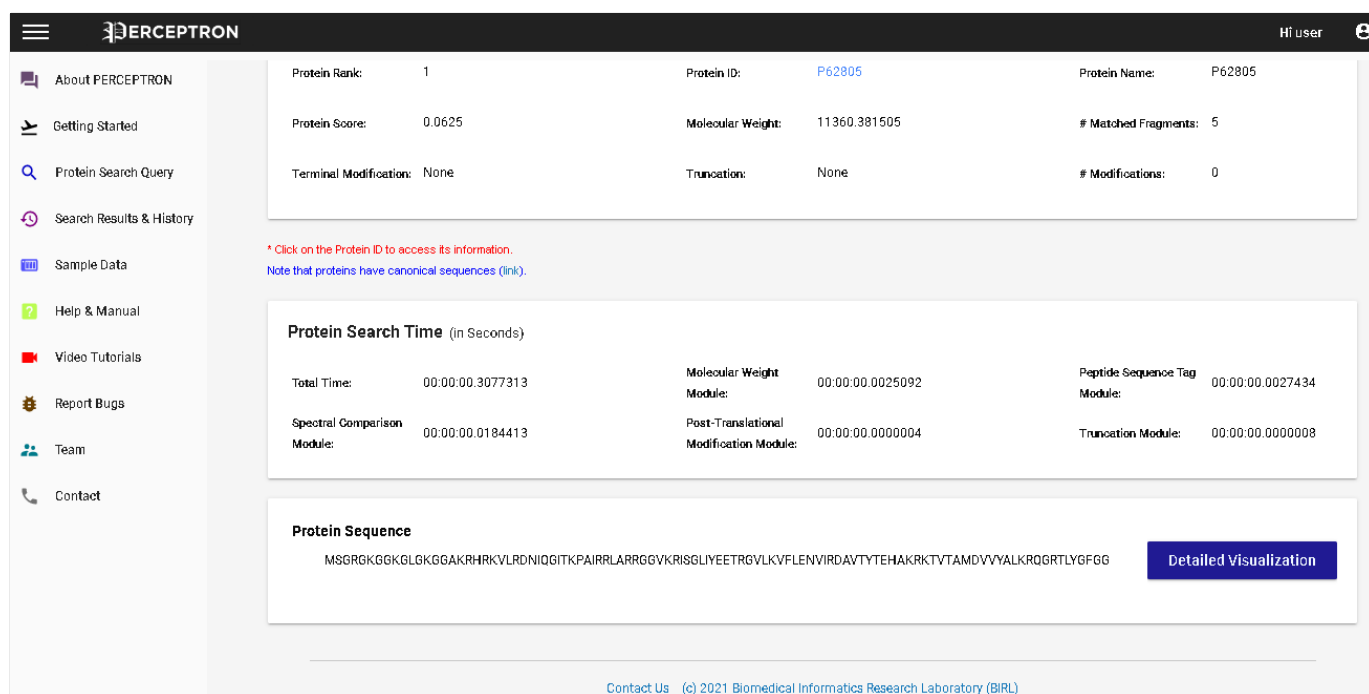 PERCEPTRON
Hi user
About PERCEPTRON
Getting Started
Protein Search Query
Search Results & History
Sample Data
Help & Manual
Video Tutorials
Report Bugs
Team
Contact
Protein Rank: 1 Protein ID: P62805 Protein Name: P62805
Protein Score: 0.0625 Molecular Weight: 11360.381505 # Matched Fragments: 5
Terminal Modification: None Truncation: None # Modifications: 0
* Click on the Protein ID to access its information.
Note that proteins have canonical sequences (link).
Protein Search Time (in Seconds)
Total Time: 00:00:00.3077313
Molecular Weight
Module: 00:00:00.0025092
Peptide Sequence Tag
Module: 00:00:00.0027434
Spectral Comparison
Module: 00:00:00.0184413
Post-Translational
Modification Module: 00:00:00.0000004
Truncation Module: 00:00:00.0000008
Protein Sequence
MSGRGKGGKGLGKGGAKRHRKVLRDNIQGITKPAIRRLARRGGVKRISGLIYEETRGVLKVFLENVIRDAVTYTEHAKRKTVTAMDVVYALKRQGRTLYGFGG
Detailed Visualization
Contact Us (c) 2021 Biomedical Informatics Research Laboratory (BIRL)